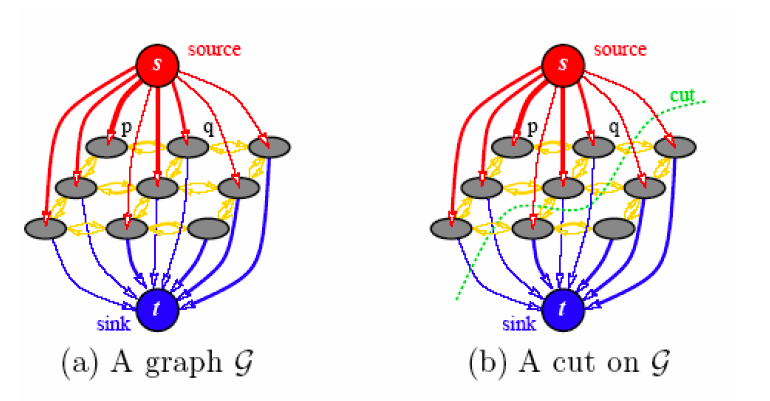 s
source
p
q
t
sink
(a) A graph G
s
source
cut
p
q
t
sink
(b) A cut on G